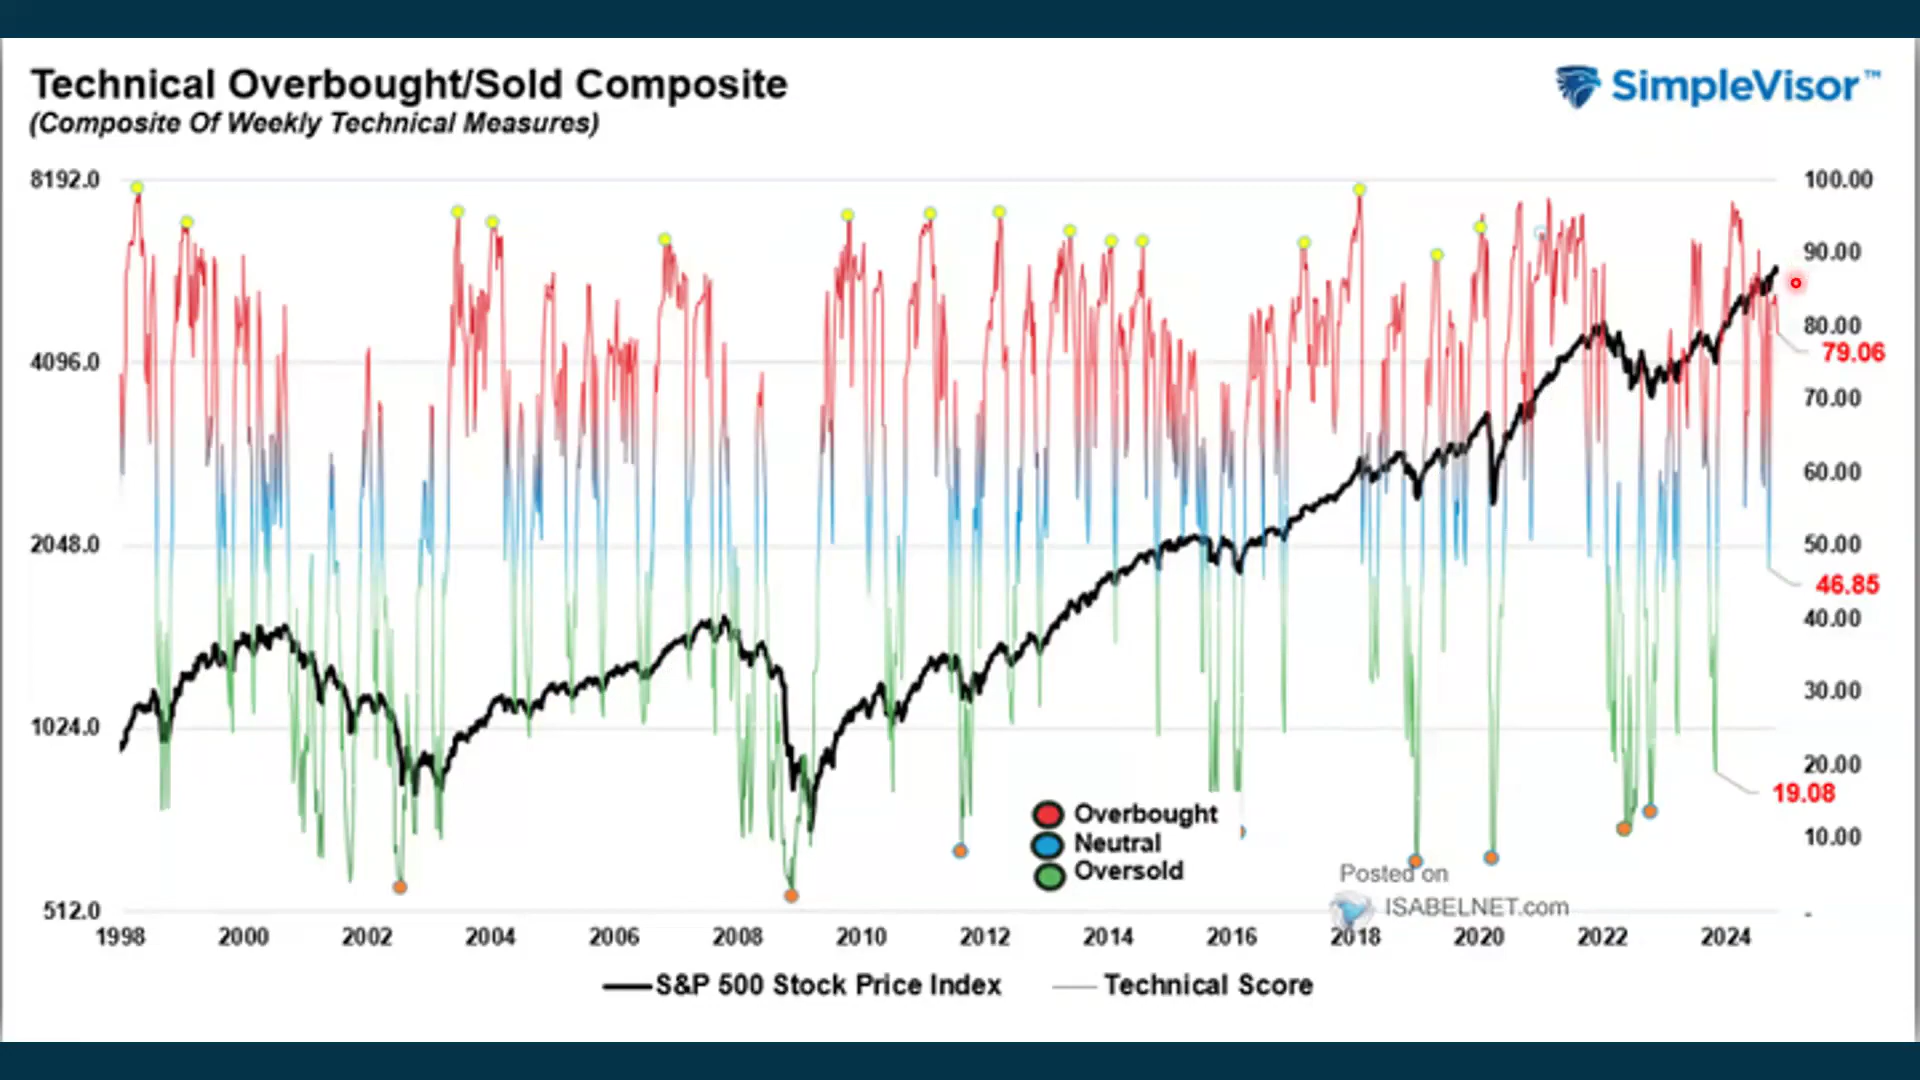 Technical Overbought/Sold Composite
(Composite Of Weekly Technical Measures)
SimpleVisor™
8192.0
4096.0
2048.0
1024.0
512.0
100.00
90.00
80.00
79.06
70.00
60.00
50.00
46.85
40.00
30.00
20.00
19.08
10.00
-
Overbought
Neutral
Oversold
Posted on
ISABELNET.com
1998 2000 2002 2004 2006 2008 2010 2012 2014 2016 2018 2020 2022 2024
S&P 500 Stock Price Index Technical Score